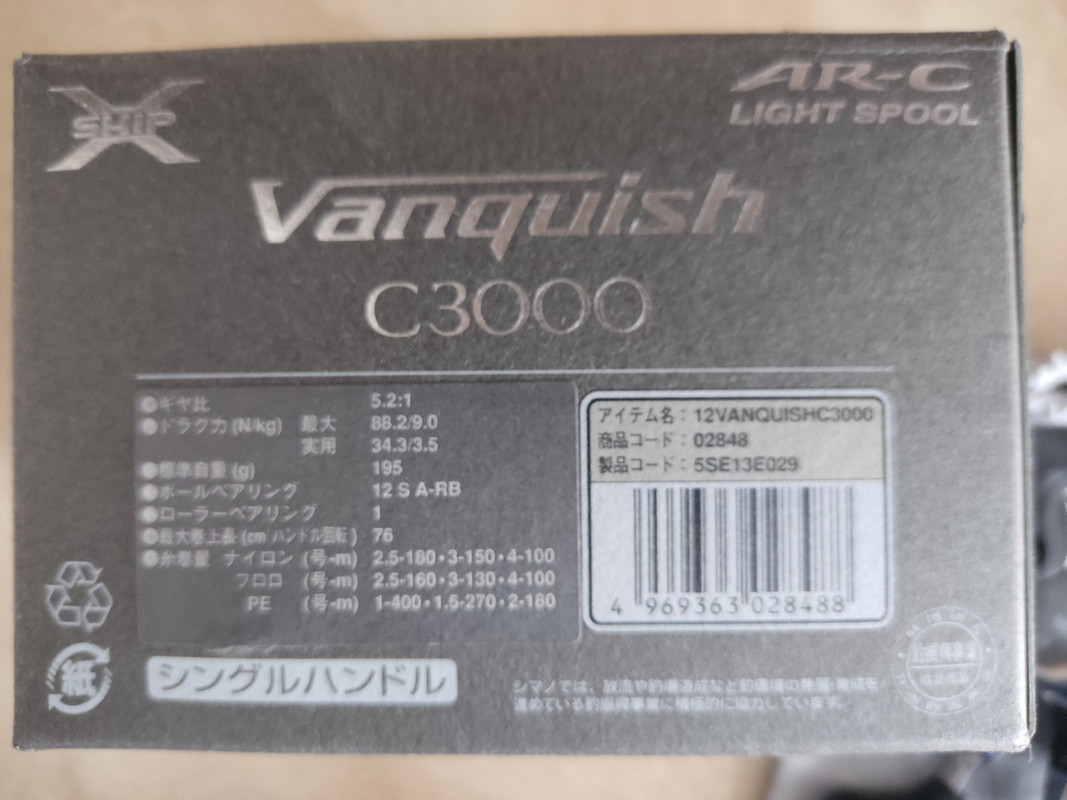 X SHIP
AR-C
LIGHT SPOOL
Vanquish
C3000
●ギヤ比 5.2:1
●ドラグ力(N/kg) 最大 88.2/9.0
実用 34.3/3.5
●標準自重(g) 195
●ボールベアリング 12 S A-RB
●ローラーベアリング 1
●最大巻上長(cm/ハンドル1回転) 76
●糸巻量 ナイロン (号-m) 2.5-180・3-150・4-100
フロロ (号-m) 2.5-160・3-130・4-100
PE (号-m) 1-400・1.5-270・2-180
アイテム名：12VANQUISHC3000
商品コード：02848
製品コード：5SE13E029
4 969363 028488
紙
シングルハンドル
シマノでは、放流や釣場造成など釣環境の発展・育成を
進めている釣振興事業に積極的に協力しています。